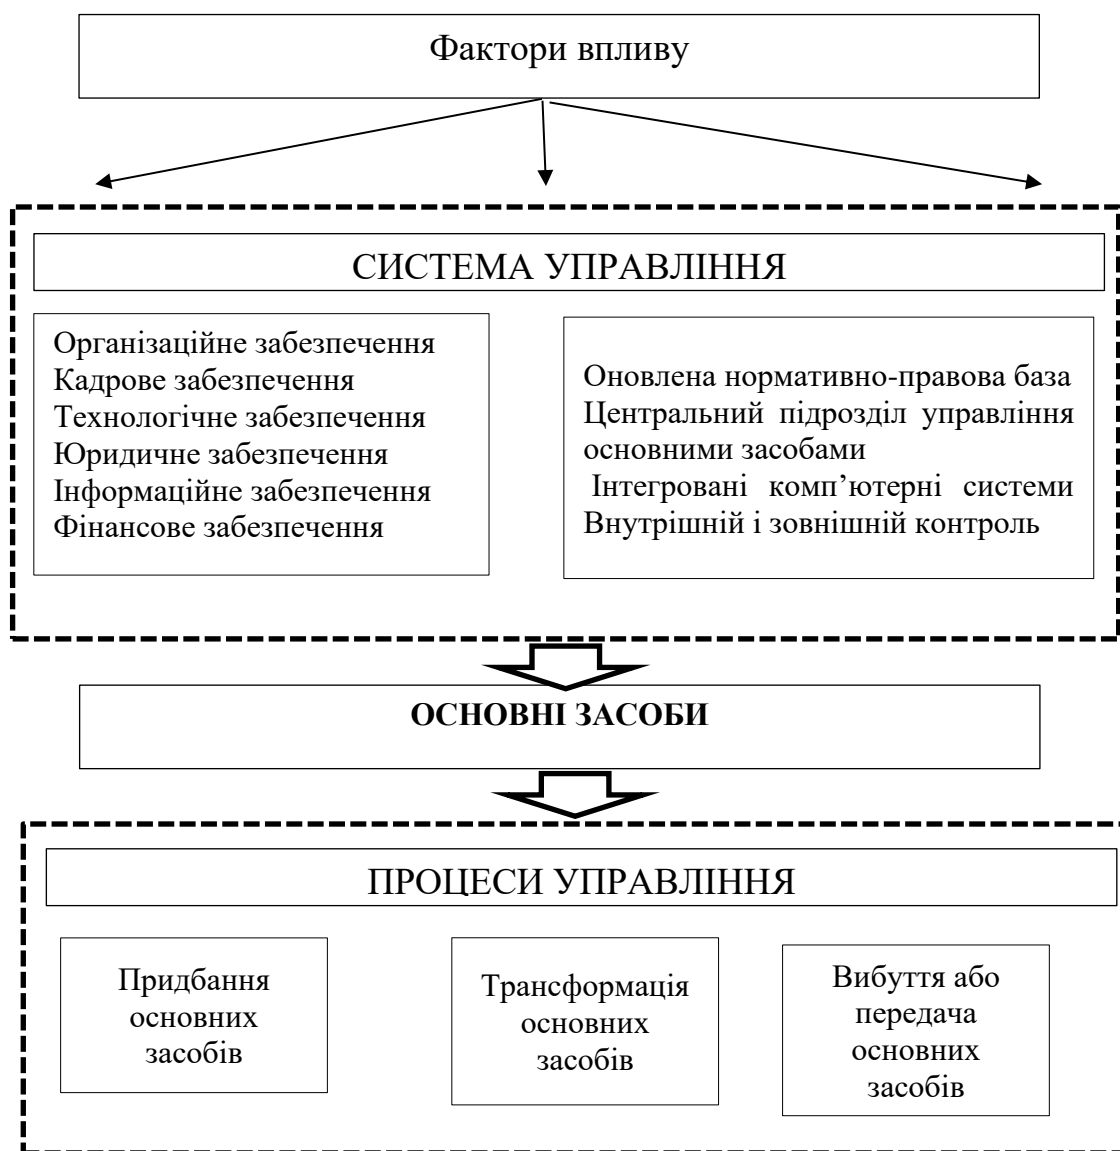 Фактори впливу
СИСТЕМА УПРАВЛІННЯ
Організаційне забезпечення
Кадрове забезпечення
Технологічне забезпечення
Юридичне забезпечення
Інформаційне забезпечення
Фінансове забезпечення
Оновлена нормативно-правова база
Центральний підрозділ управління
основними засобами
Інтегровані комп’ютерні системи
Внутрішній і зовнішній контроль
ОСНОВНІ ЗАСОБИ
ПРОЦЕСИ УПРАВЛІННЯ
Придбання
основних
засобів
Трансформація
основних
засобів
Вибуття або
передача
основних
засобів